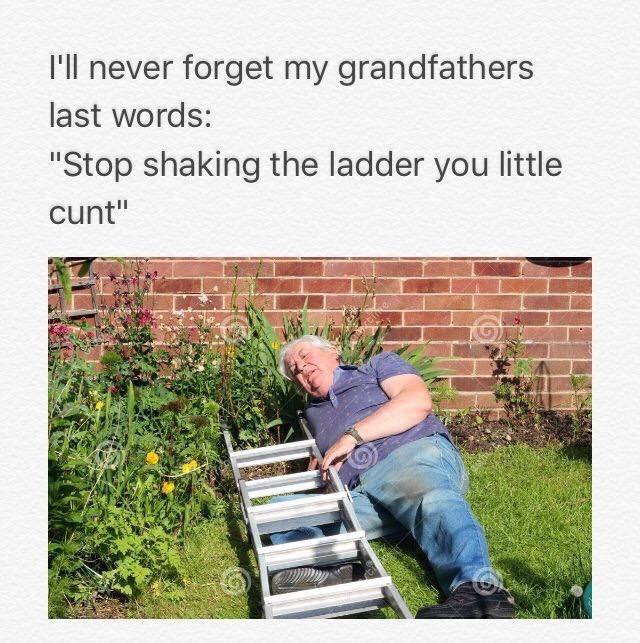 I'll never forget my grandfathers
last words:
"Stop shaking the ladder you little
cunt"